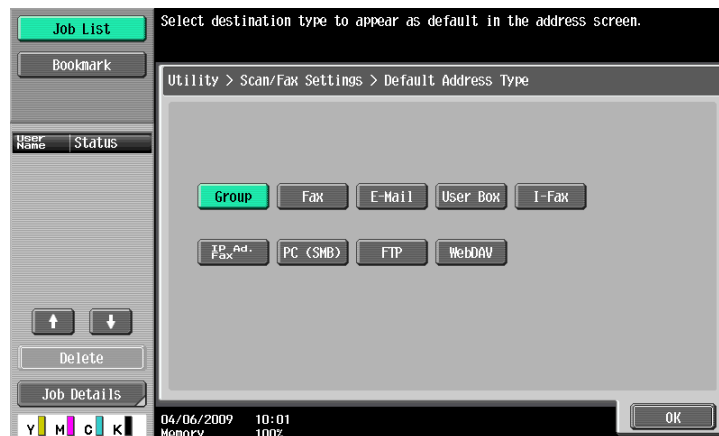 Job List
Bookmark
User Name
Status
Delete
Job Details
Y M C K
Select destination type to appear as default in the address screen.
Utility > Scan/Fax Settings > Default Address Type
Group Fax E-Mail User Box I-Fax
IP Ad. Fax PC (SMB) FTP WebDAV
04/06/2009 10:01
Memory 100%
OK